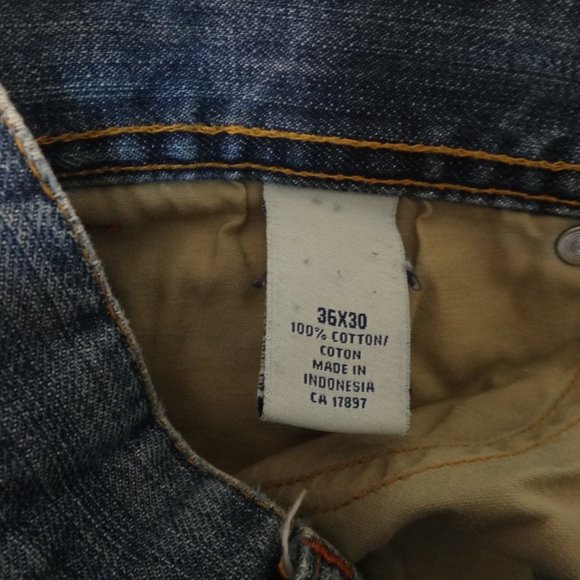 36X30
100% COTTON/
COTON
MADE IN
INDONESIA
CA 17897